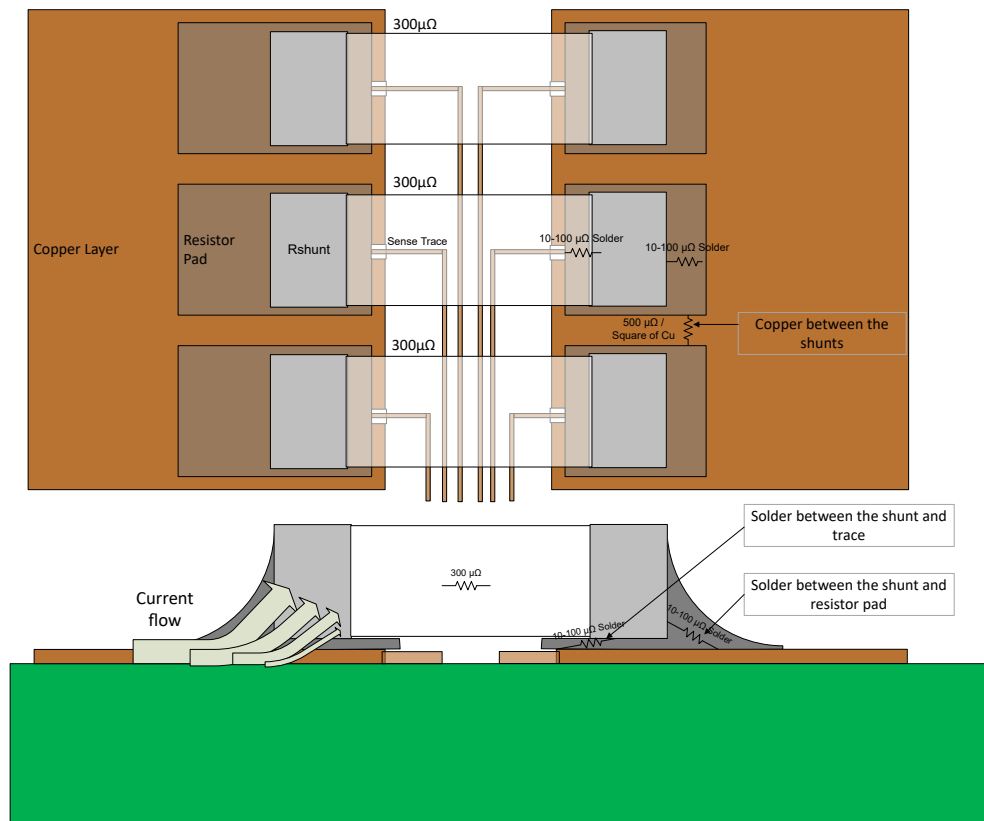 300µΩ
300µΩ
Copper Layer
Resistor
Pad
Rshunt
Sense Trace
10-100 µΩ Solder
10-100 µΩ Solder
500 µΩ /
Square of Cu
Copper between the
shunts
300µΩ
Solder between the shunt and
trace
300 µΩ
Current
flow
10-100 µΩ Solder
10-100 µΩ Solder
Solder between the shunt and
resistor pad